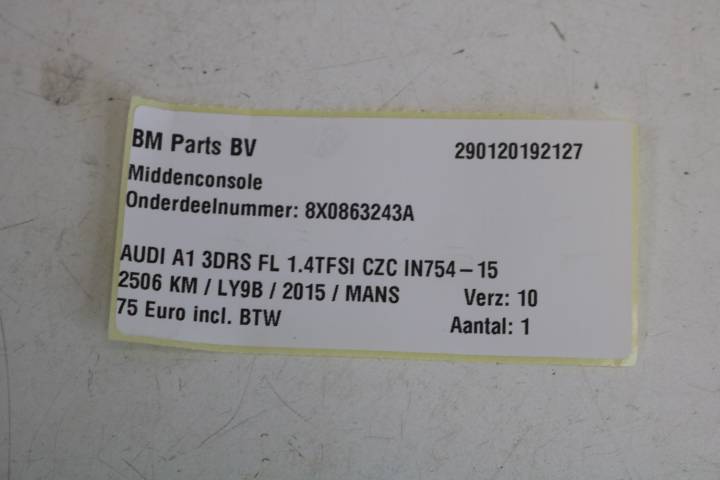 BM Parts BV 290120192127
Middenconsole
Onderdeelnummer: 8X0863243A
AUDI A1 3DRS FL 1.4TFSI CZC IN754-15
2506 KM / LY9B / 2015 / MANS Verz: 10
75 Euro incl. BTW Aantal: 1